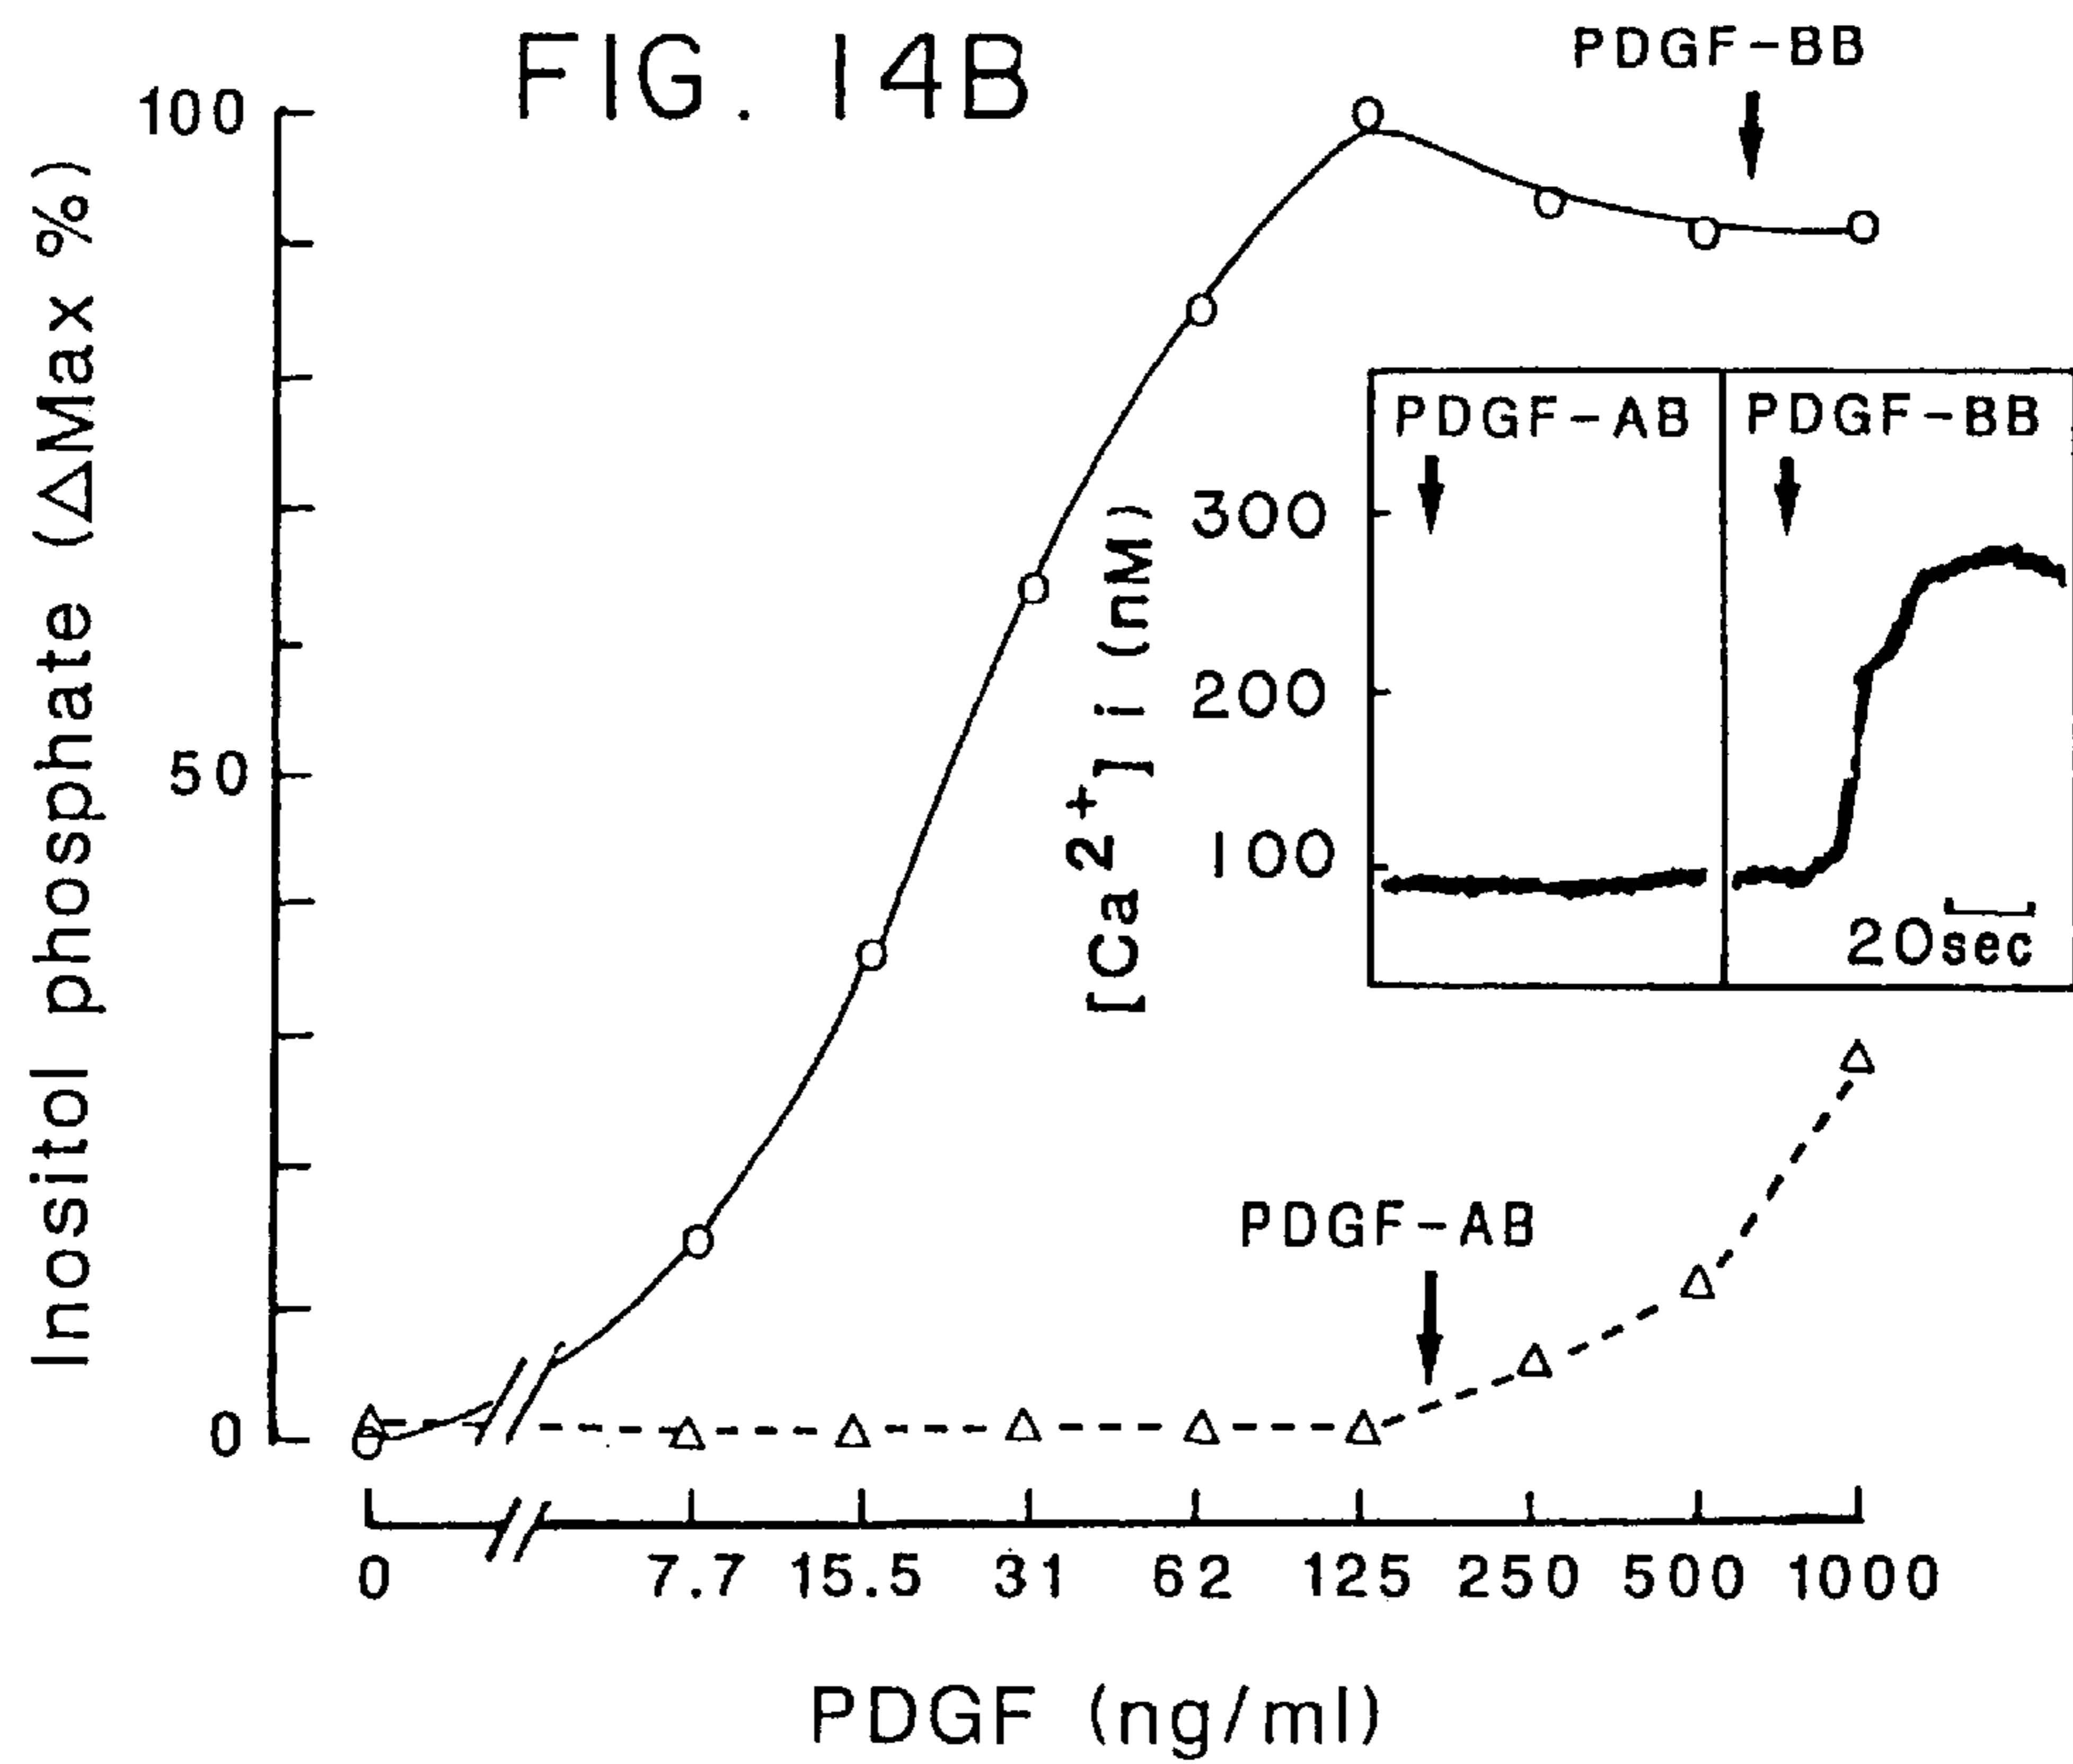 FIG. 14B
PDGF-BB
Inositol phosphate (ΔMax %)
100
50
0
PDGF-AB
PDGF-BB
[Ca2+] i (nM)
300
200
100
20sec
PDGF-AB
0 7.7 15.5 31 62 125 250 500 1000
PDGF (ng/ml)